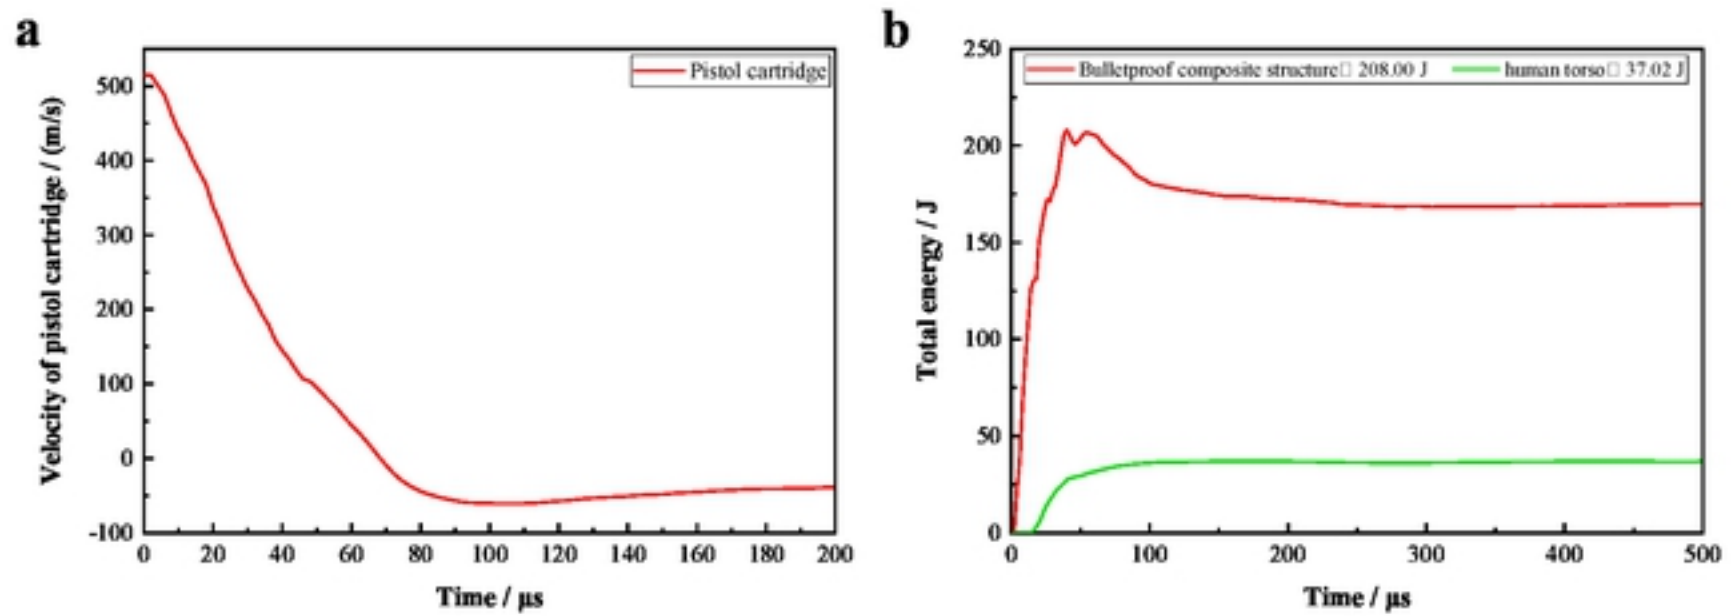 a
Velocity of pistol cartridge / (m/s)
500
400
300
200
100
0
-100
Pistol cartridge
0 20 40 60 80 100 120 140 160 180 200
Time / μs
b
Total energy / J
250
200
150
100
50
0
Bulletproof composite structure□ 208.00 J
human torso□ 37.02 J
0 100 200 300 400 500
Time / μs